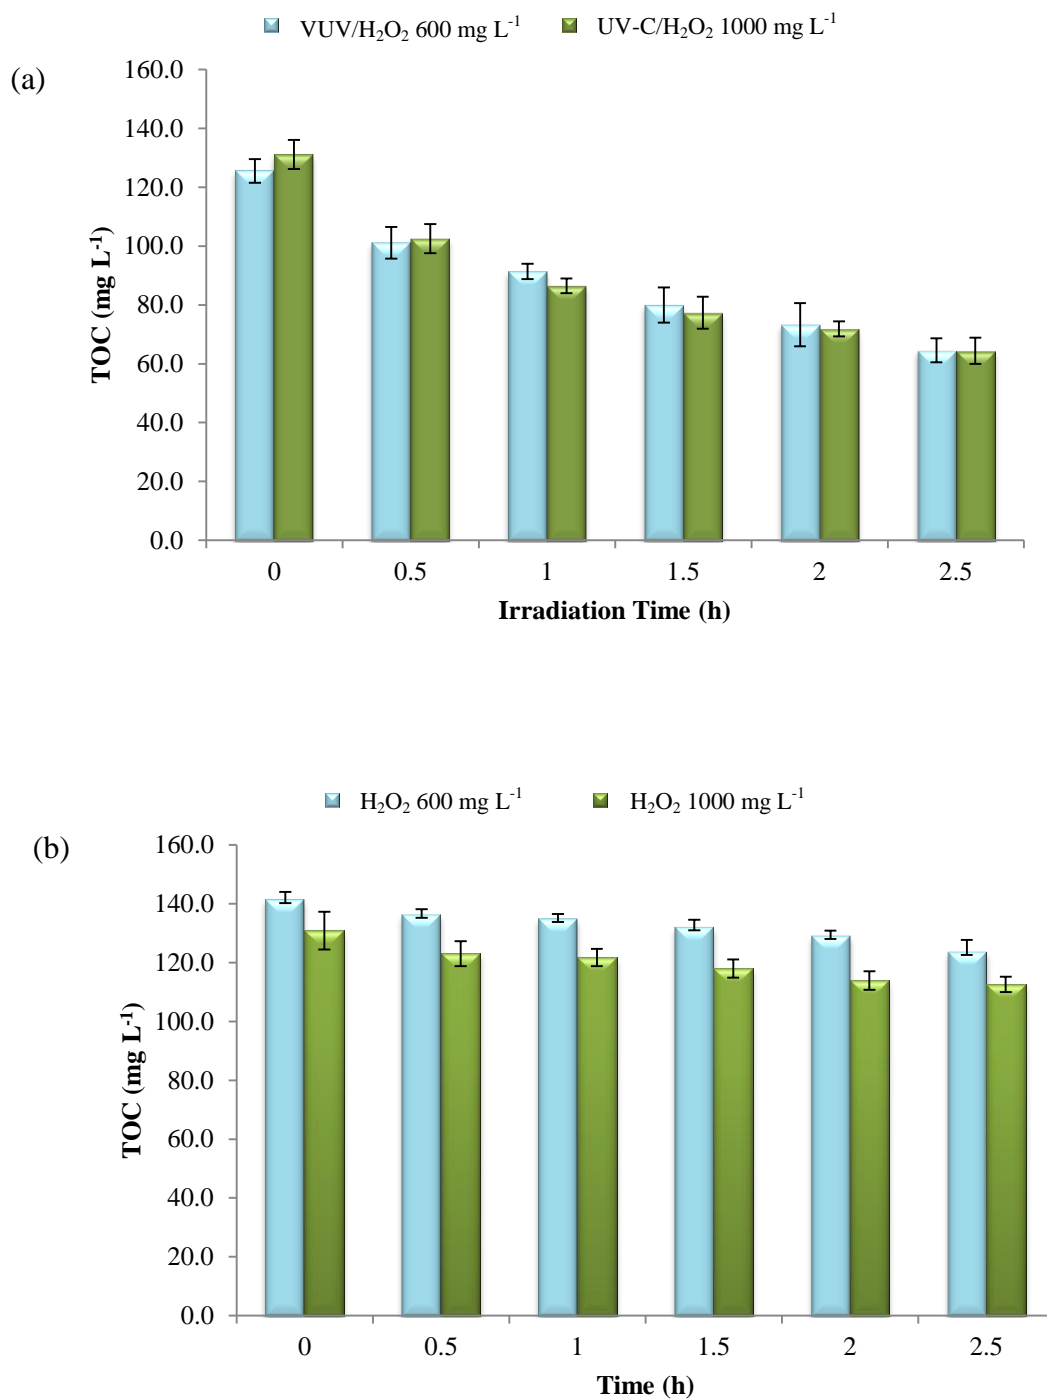 VUV/H₂O₂ 600 mg L⁻¹ UV-C/H₂O₂ 1000 mg L⁻¹
(a)
TOC (mg L⁻¹)
160.0
140.0
120.0
100.0
80.0
60.0
40.0
20.0
0.0
0 0.5 1 1.5 2 2.5
Irradiation Time (h)
H₂O₂ 600 mg L⁻¹ H₂O₂ 1000 mg L⁻¹
(b)
TOC (mg L⁻¹)
160.0
140.0
120.0
100.0
80.0
60.0
40.0
20.0
0.0
0 0.5 1 1.5 2 2.5
Time (h)